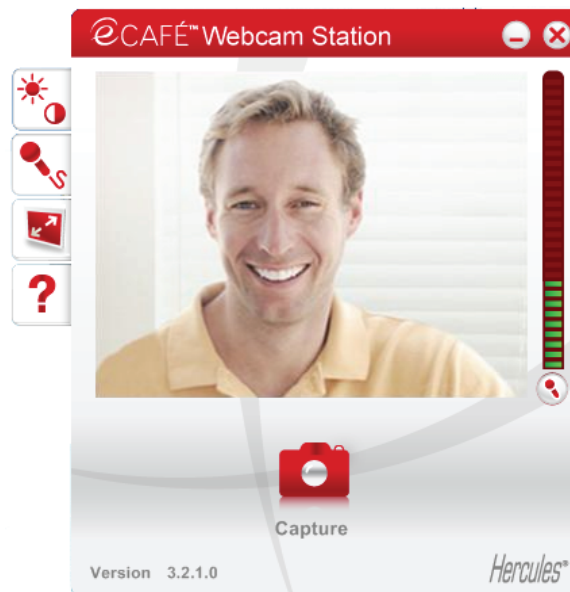 eCAFÉ™ Webcam Station
?
Capture
Version 3.2.1.0
Hercules®